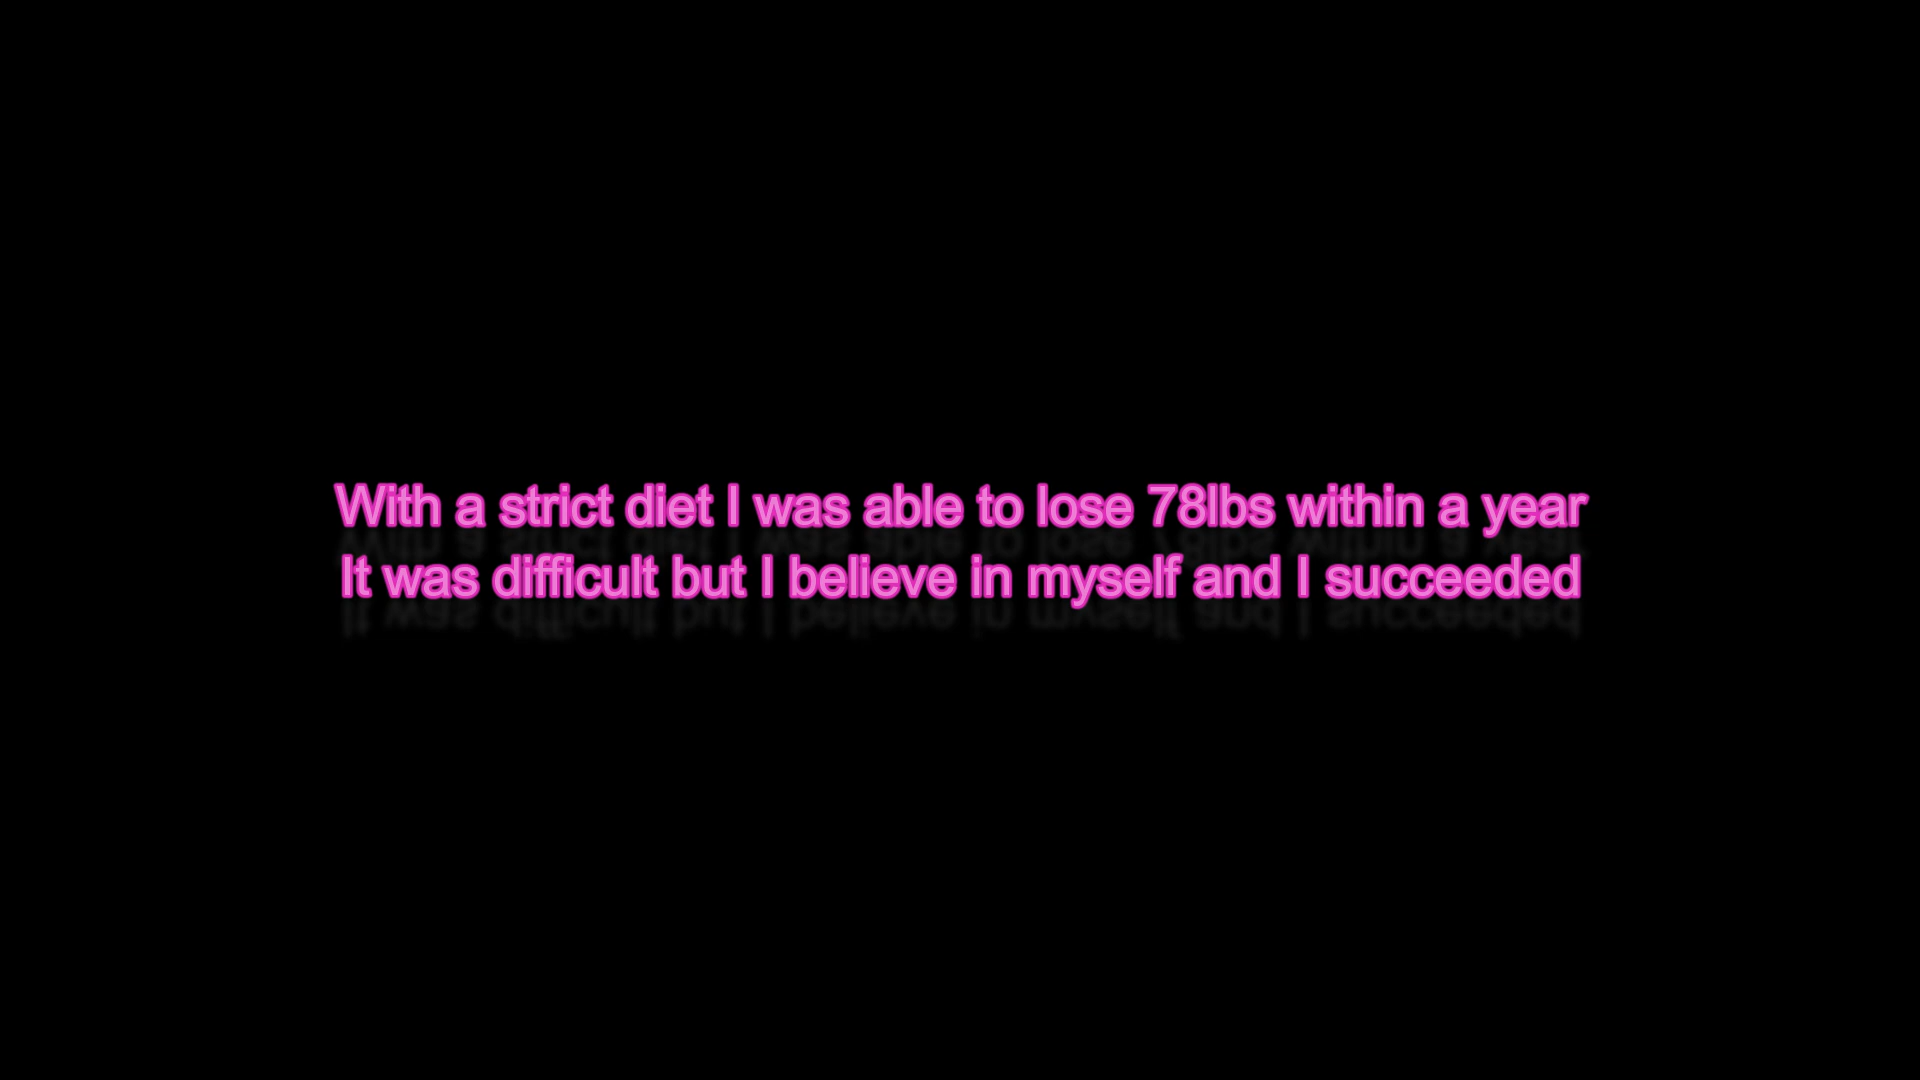 With a strict diet I was able to lose 78lbs within a year
It was difficult but I believe in myself and I succeeded